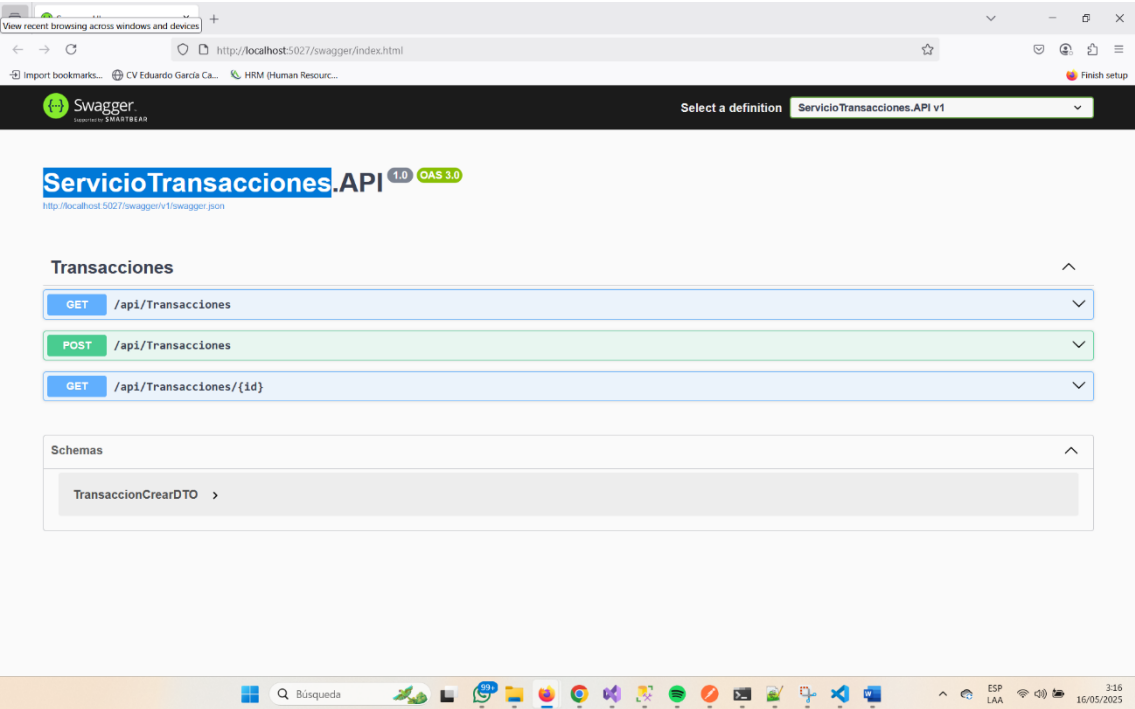 View recent browsing across windows and devices
http://localhost:5027/swagger/index.html
Import bookmarks... CV Eduardo García Ca... HRM (Human Resourc... Finish setup
Swagger. Select a definition ServicioTransacciones.API v1
Supported by SMARTBEAR
ServicioTransacciones.API 1.0 OAS 3.0
http://localhost:5027/swagger/v1/swagger.json
Transacciones
GET /api/Transacciones
POST /api/Transacciones
GET /api/Transacciones/{id}
Schemas
TransaccionCrearDTO
Búsqueda 99+ ESP 3:16
LAA 16/05/2025